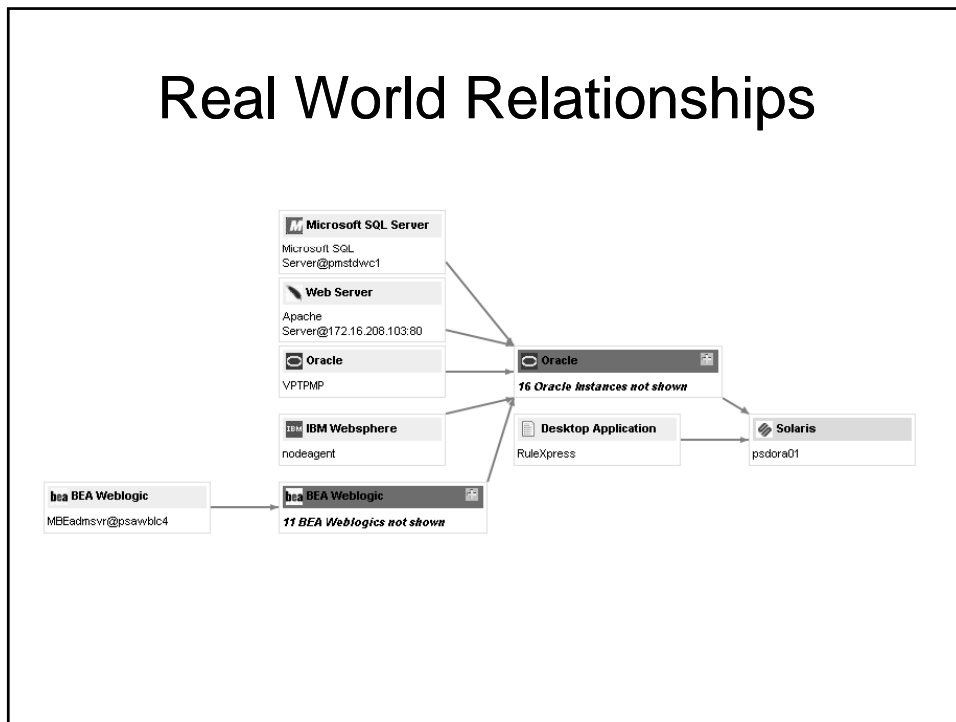 Real World Relationships
Microsoft SQL Server
Microsoft SQL
Server@pmstdwc1
Web Server
Apache
Server@172.16.208.103:80
Oracle
VPTPMP
Oracle
16 Oracle Instances not shown
IBM IBM Websphere
nodeagent
Desktop Application
RuleXpress
Solaris
psdora01
bea BEA Weblogic
MBEadmsvr@psawblc4
bea BEA Weblogic
11 BEA Weblogics not shown